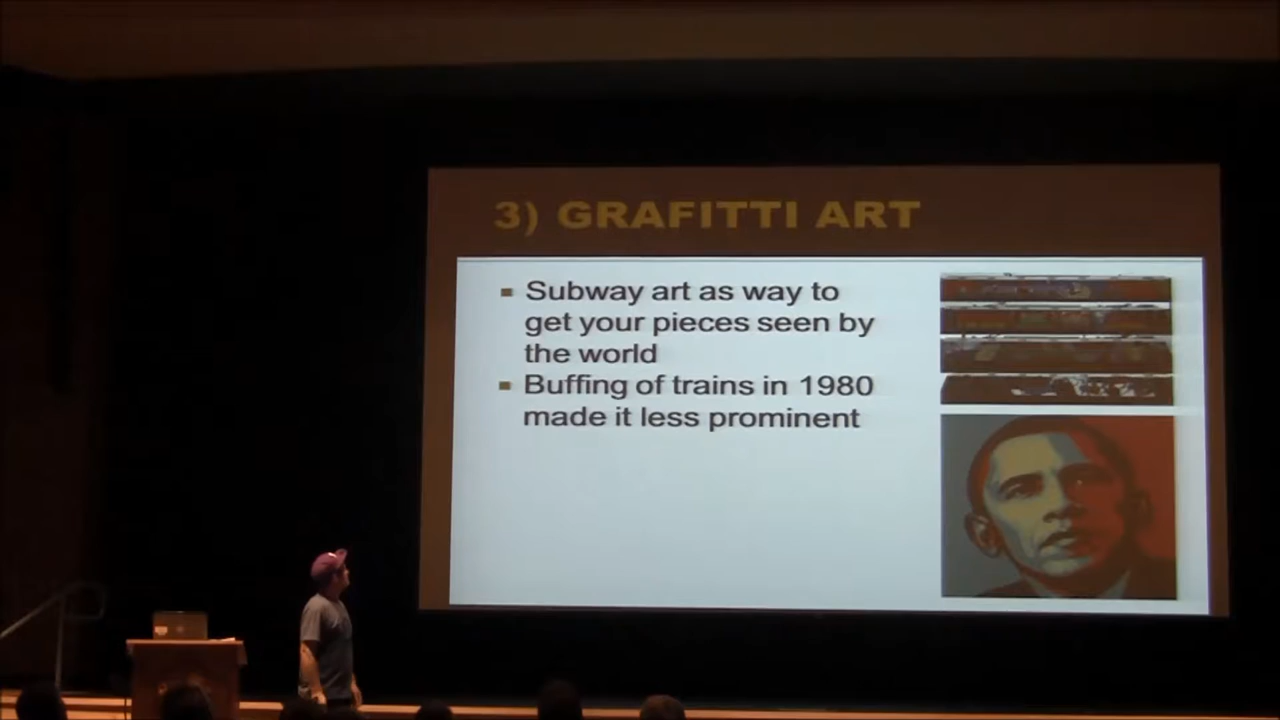 3) GRAFITTI ART
Subway art as way to
get your pieces seen by
the world
Buffing of trains in 1980
made it less prominent